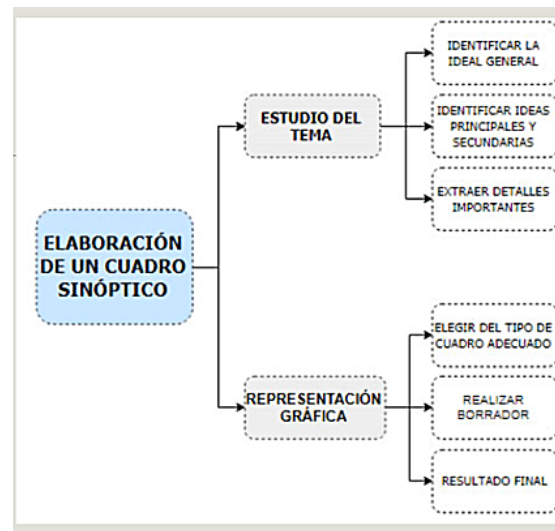 ELABORACIÓN
DE UN CUADRO
SINÓPTICO
ESTUDIO DEL
TEMA
IDENTIFICAR LA
IDEAL GENERAL
IDENTIFICAR IDEAS
PRINCIPALES Y
SECUNDARIAS
EXTRAER DETALLES
IMPORTANTES
REPRESENTACIÓN
GRÁFICA
ELEGIR DEL TIPO DE
CUADRO ADECUADO
REALIZAR
BORRADOR
RESULTADO FINAL